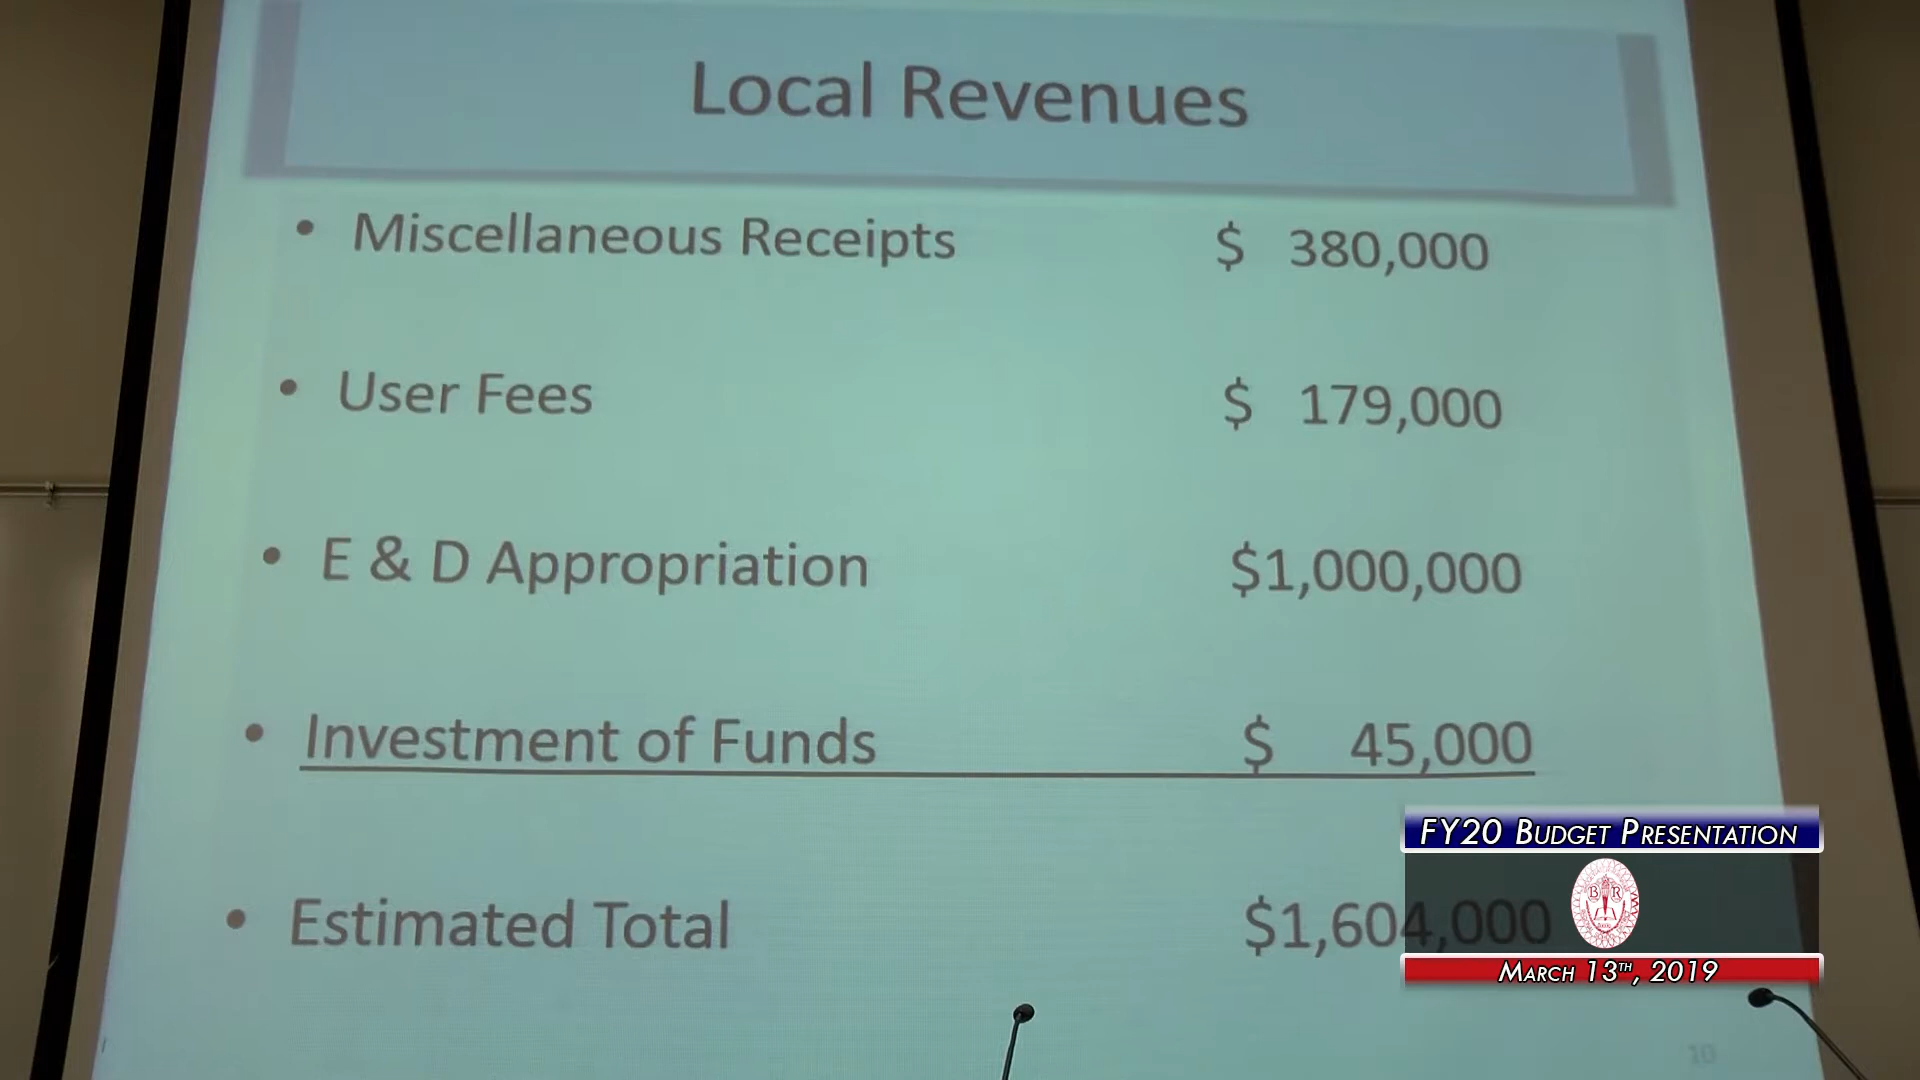 Local Revenues
• Miscellaneous Receipts $ 380,000
• User Fees $ 179,000
• E & D Appropriation $1,000,000
• Investment of Funds $ 45,000
• Estimated Total $1,604,000
FY20 BUDGET PRESENTATION
B R
MARCH 13TH, 2019
10